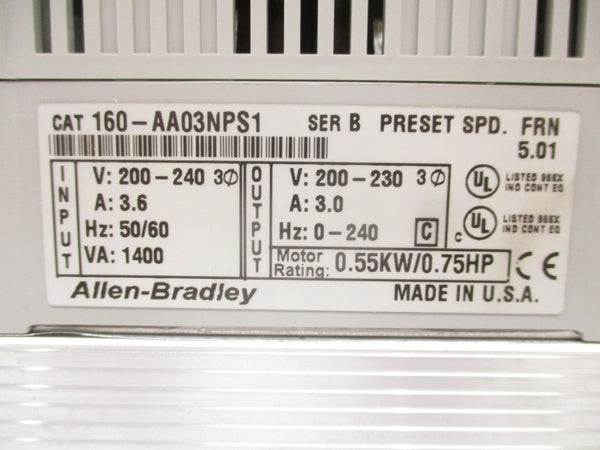 CAT 160-AA03NPS1 SER B PRESET SPD. FRN
5.01
INPUT
V: 200-240 3Ø
A: 3.6
Hz: 50/60
VA: 1400
OUTPUT
V: 200-230 3Ø
A: 3.0
Hz: 0-240 C
Motor Rating: 0.55KW/0.75HP
UL LISTED 966X
IND CONT EQ
c UL LISTED 966X
IND CONT EQ
CE
Allen-Bradley MADE IN U.S.A.